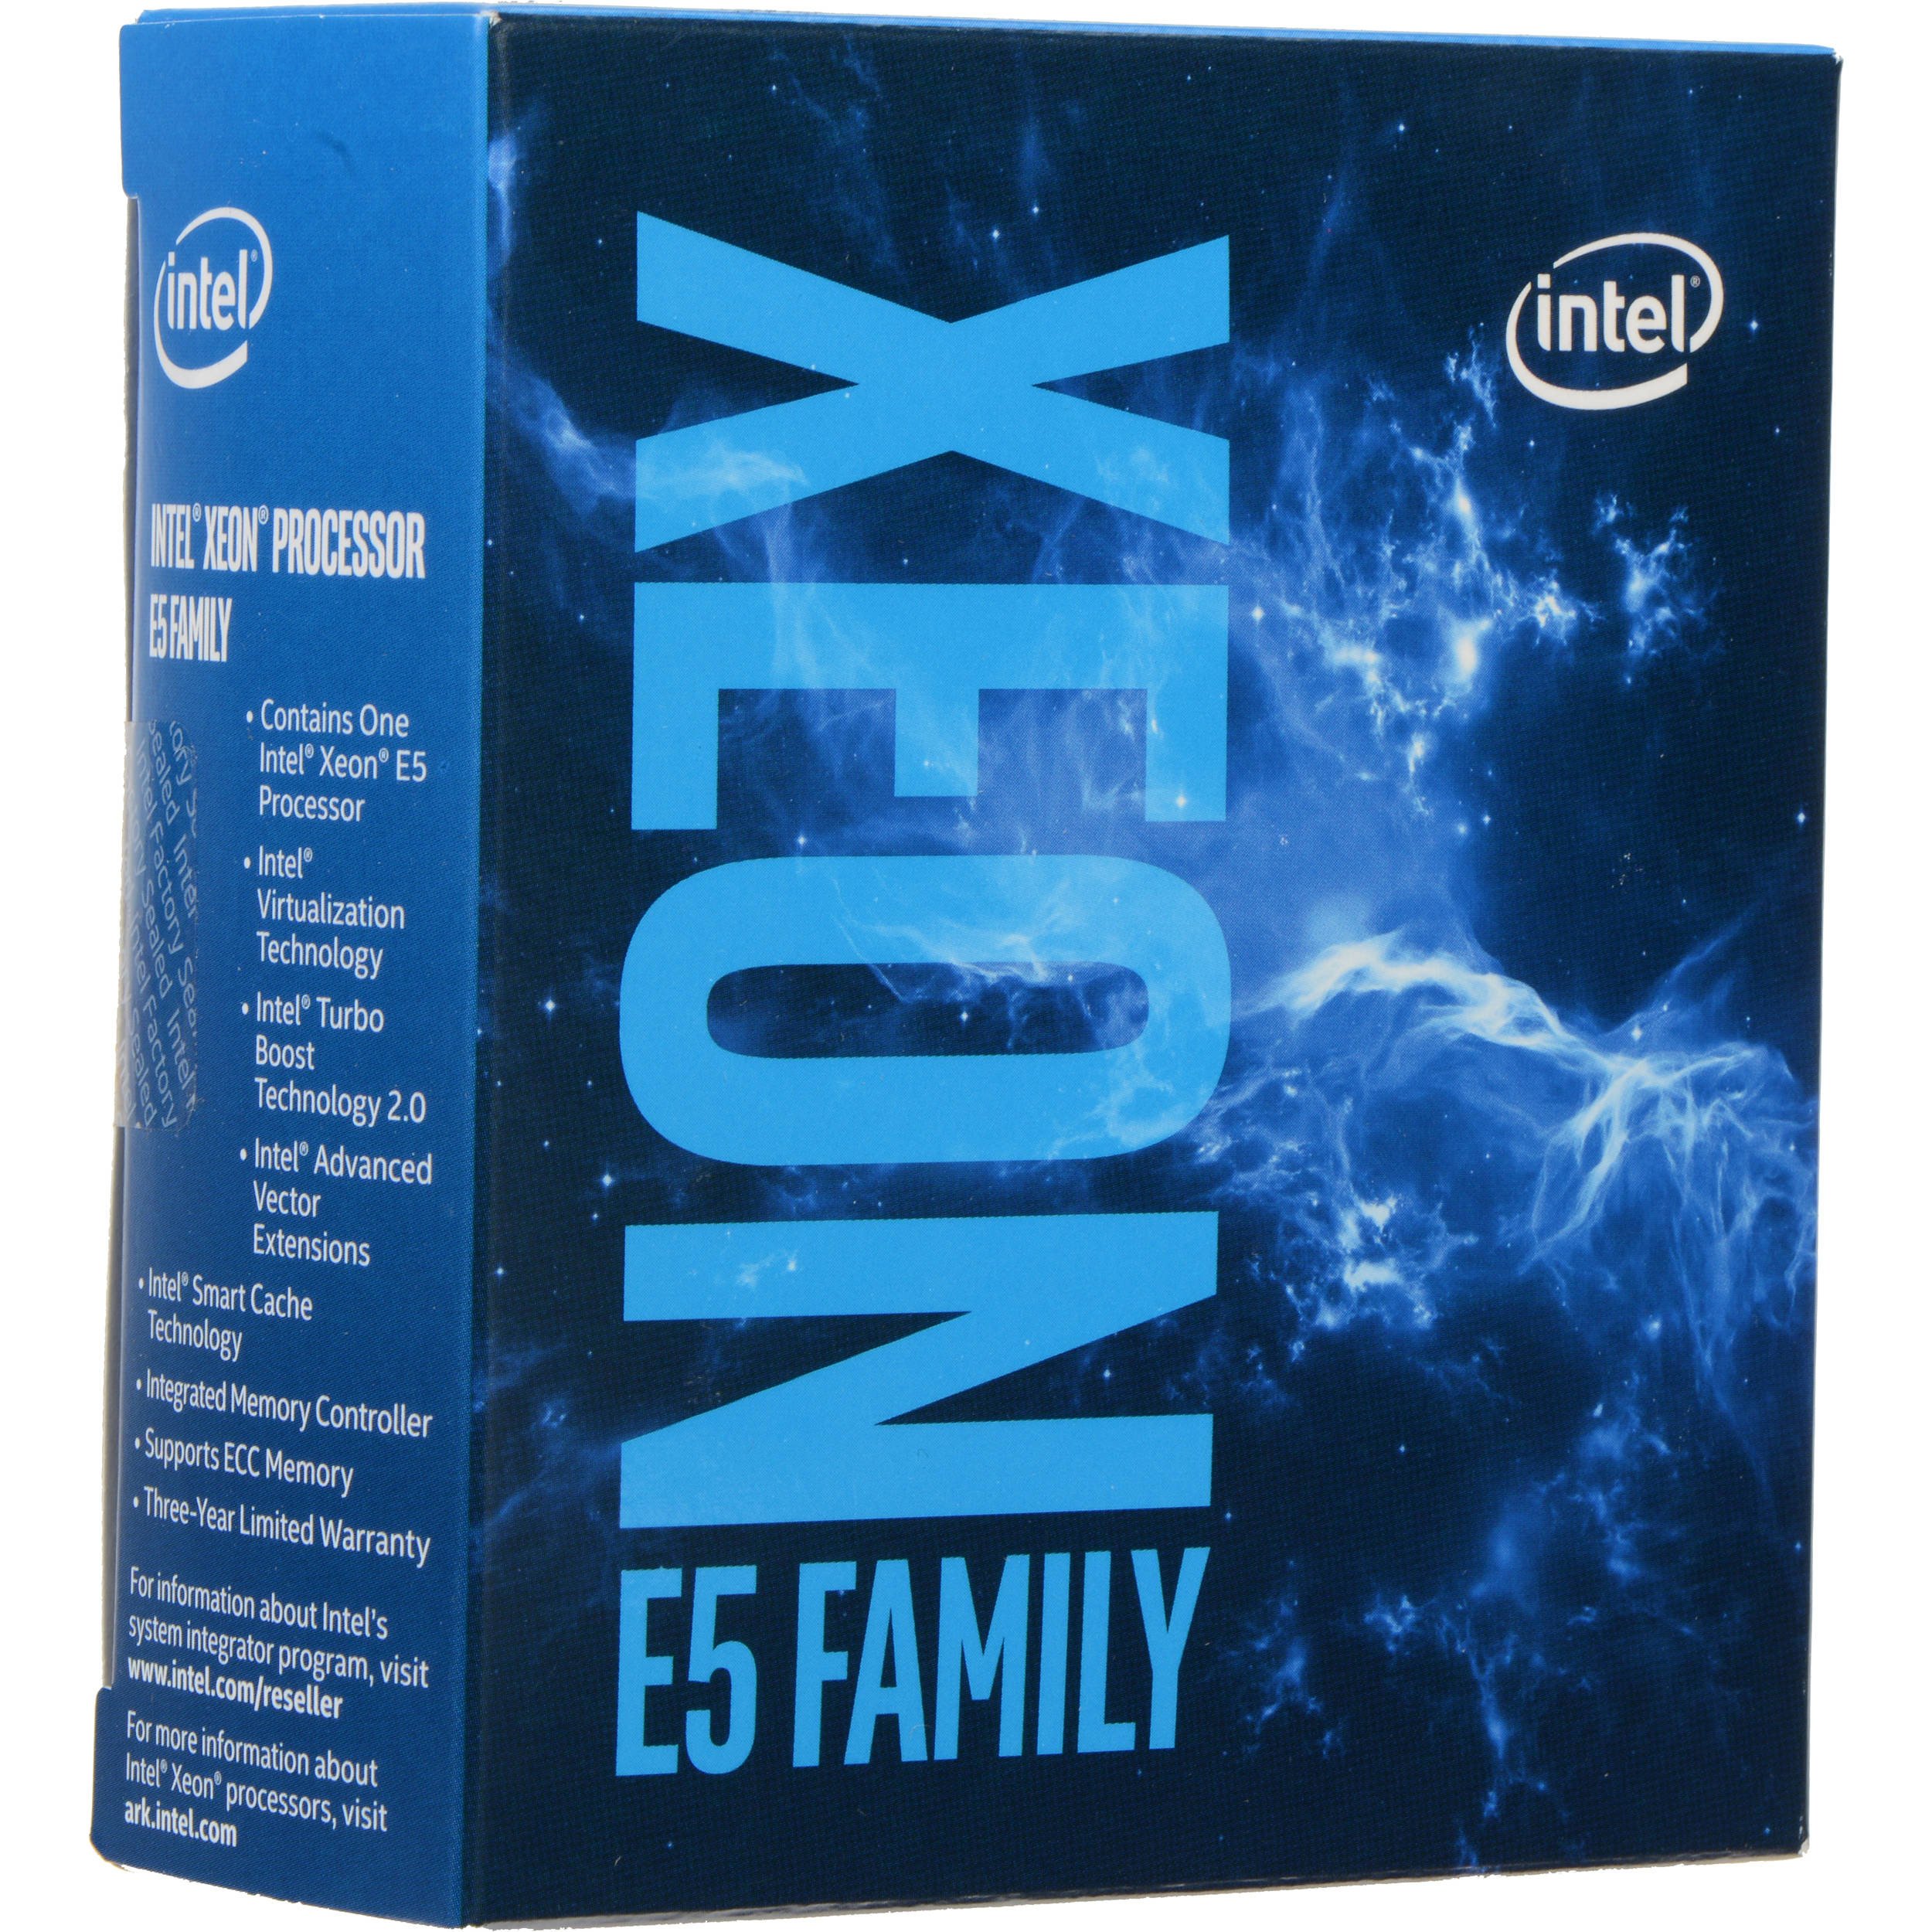 intel®
INTEL® XEON® PROCESSOR
E5 FAMILY
• Contains One
Intel® Xeon® E5
Processor
• Intel®
Virtualization
Technology
• Intel® Turbo
Boost
Technology 2.0
• Intel® Advanced
Vector
Extensions
• Intel® Smart Cache
Technology
• Integrated Memory Controller
• Supports ECC Memory
• Three-Year Limited Warranty
For information about Intel's
system integrator program, visit
www.intel.com/reseller
For more information about
Intel® Xeon® processors, visit
ark.intel.com
intel®
XEON
E5 FAMILY